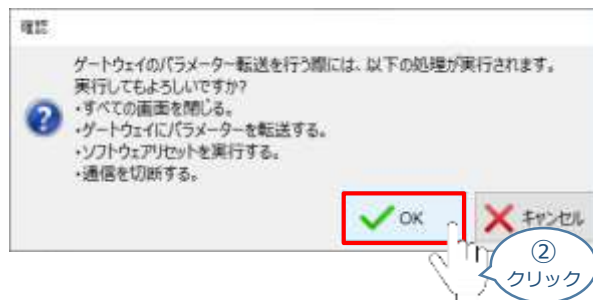 確認
ゲートウェイのパラメーター転送を行う際には、以下の処理が実行されます。
実行してもよろしいですか?
・すべての画面を閉じる。
・ゲートウェイにパラメーターを転送する。
・ソフトウェアリセットを実行する。
・通信を切断する。
OK
キャンセル
②
クリック